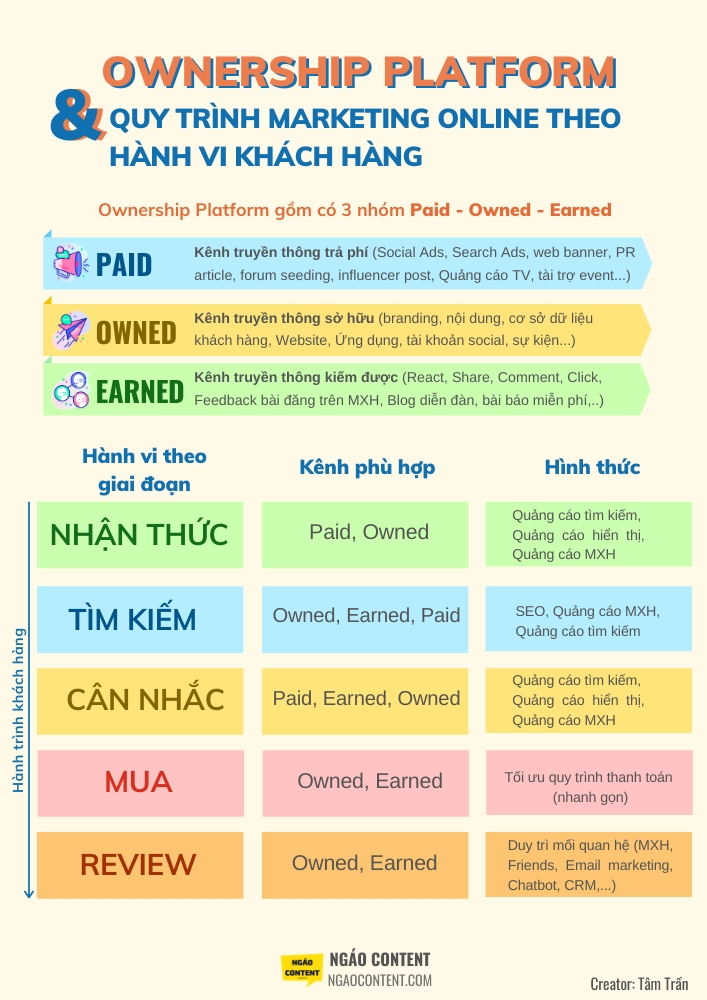 OWNERSHIP PLATFORM
& QUY TRÌNH MARKETING ONLINE THEO
HÀNH VI KHÁCH HÀNG
Ownership Platform gồm có 3 nhóm Paid - Owned - Earned
PAID
Kênh truyền thông trả phí (Social Ads, Search Ads, web banner, PR
article, forum seeding, influencer post, Quảng cáo TV, tài trợ event...)
OWNED
Kênh truyền thông sở hữu (branding, nội dung, cơ sở dữ liệu
khách hàng, Website, Ứng dụng, tài khoản social, sự kiện...)
EARNED
Kênh truyền thông kiếm được (React, Share, Comment, Click,
Feedback bài đăng trên MXH, Blog diễn đàn, bài báo miễn phí,..)
Hành vi theo
giai đoạn
Kênh phù hợp
Hình thức
Hành trình khách hàng
NHẬN THỨC
Paid, Owned
Quảng cáo tìm kiếm,
Quảng cáo hiển thị,
Quảng cáo MXH
TÌM KIẾM
Owned, Earned, Paid
SEO, Quảng cáo MXH,
Quảng cáo tìm kiếm
CÂN NHẮC
Paid, Earned, Owned
Quảng cáo tìm kiếm,
Quảng cáo hiển thị,
Quảng cáo MXH
MUA
Owned, Earned
Tối ưu quy trình thanh toán
(nhanh gọn)
REVIEW
Owned, Earned
Duy trì mối quan hệ (MXH,
Friends, Email marketing,
Chatbot, CRM,...)
NGÁO
CONTENT
NGÁO CONTENT
NGAOCONTENT.COM
Creator: Tâm Trần